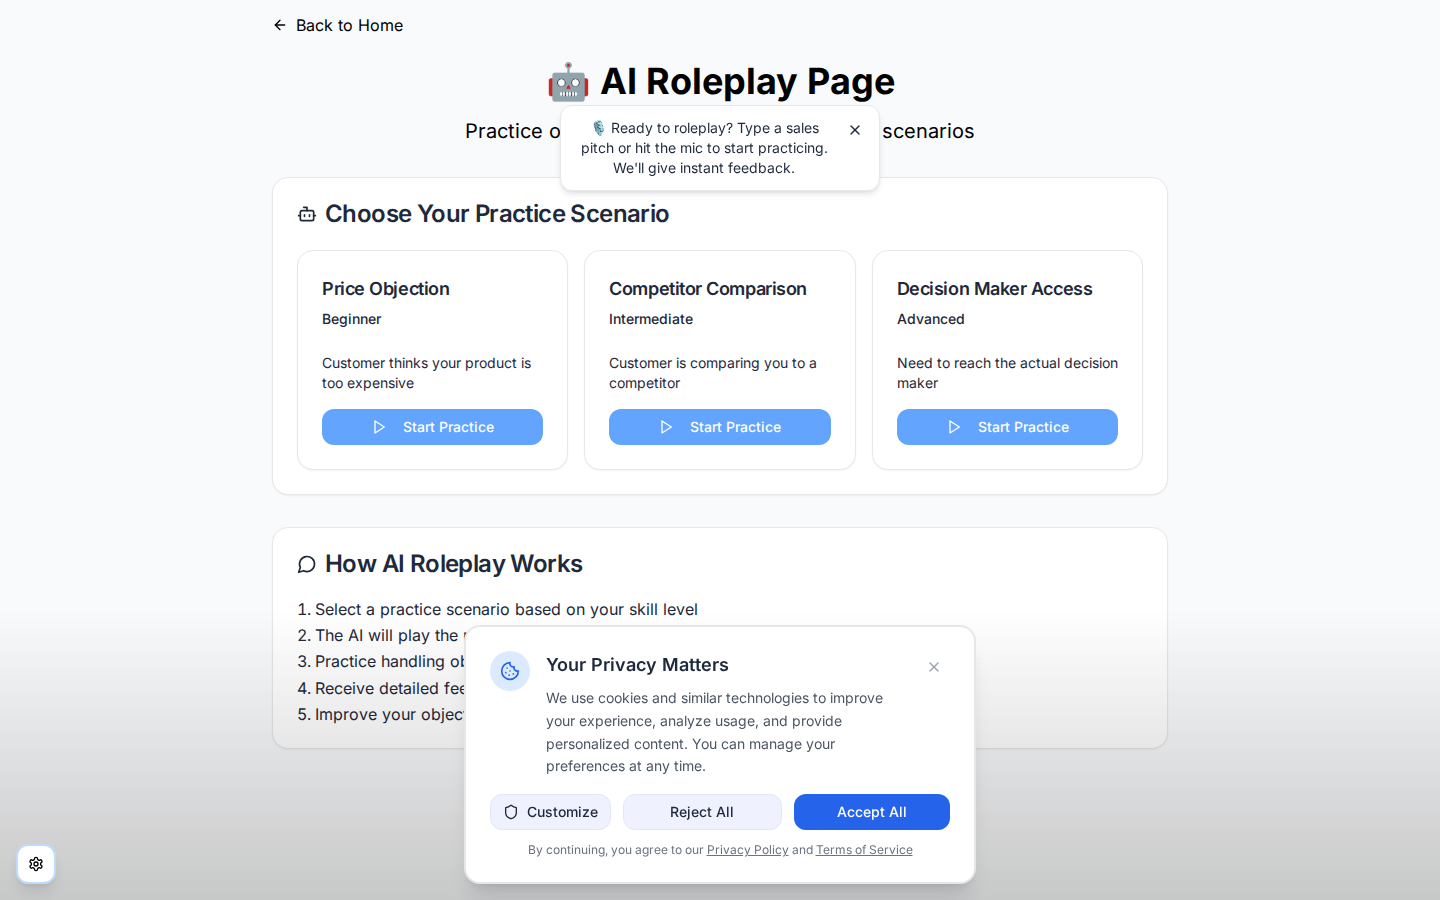 Back to Home
🤖 AI Roleplay Page
Practice o
scenarios
🎙️ Ready to roleplay? Type a sales
pitch or hit the mic to start practicing.
We'll give instant feedback.
Choose Your Practice Scenario
Price Objection
Beginner
Customer thinks your product is
too expensive
Start Practice
Competitor Comparison
Intermediate
Customer is comparing you to a
competitor
Start Practice
Decision Maker Access
Advanced
Need to reach the actual decision
maker
Start Practice
How AI Roleplay Works
1. Select a practice scenario based on your skill level
2. The AI will play the
3. Practice handling ob
4. Receive detailed fee
5. Improve your objec
Your Privacy Matters
We use cookies and similar technologies to improve
your experience, analyze usage, and provide
personalized content. You can manage your
preferences at any time.
Customize
Reject All
Accept All
By continuing, you agree to our Privacy Policy and Terms of Service